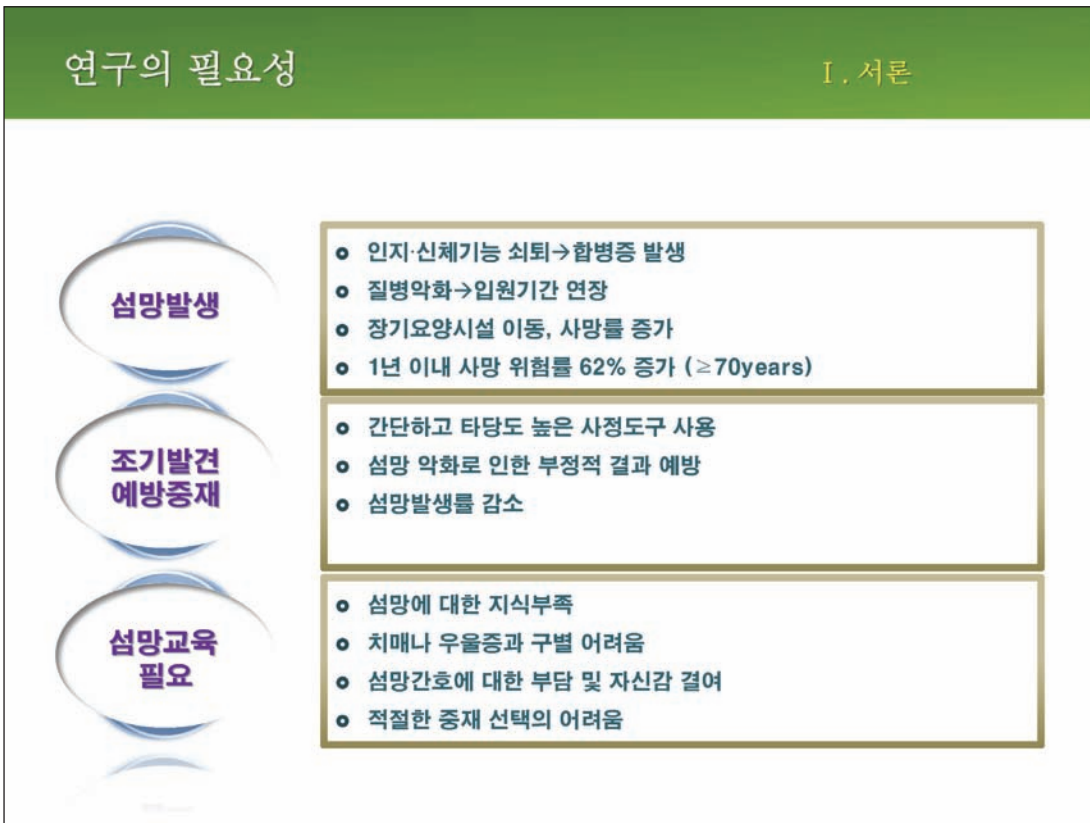 연구의 필요성
I. 서론
섬망발생
인지·신체기능 쇠퇴→합병증 발생
질병악화→입원기간 연장
장기요양시설 이동, 사망률 증가
1년 이내 사망 위험률 62% 증가 (≥70years)
조기발견
예방중재
간단하고 타당도 높은 사정도구 사용
섬망 악화로 인한 부정적 결과 예방
섬망발생률 감소
섬망교육
필요
섬망에 대한 지식부족
치매나 우울증과 구별 어려움
섬망간호에 대한 부담 및 자신감 결여
적절한 중재 선택의 어려움